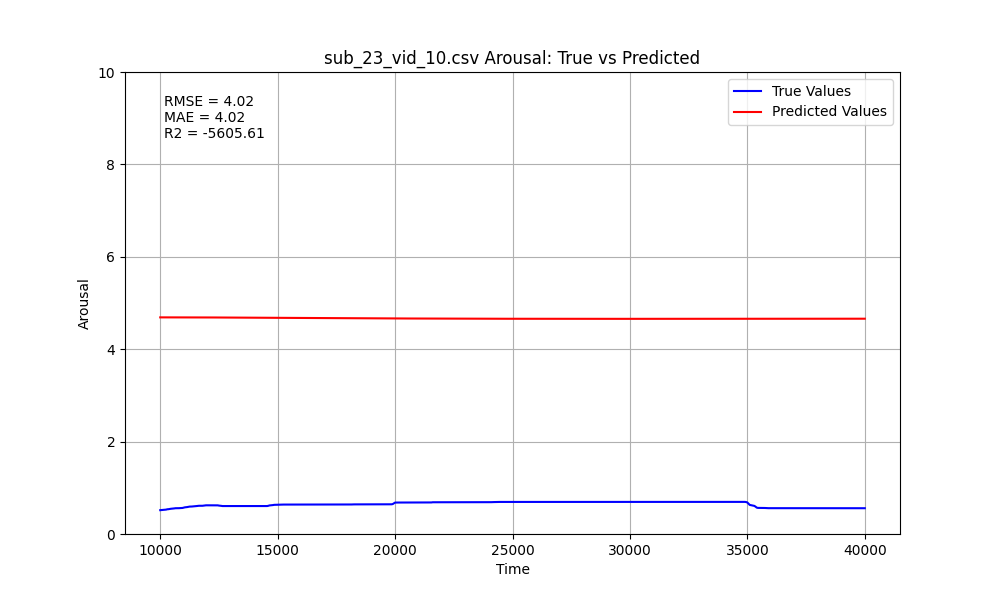 sub_23_vid_10.csv Arousal: True vs Predicted
RMSE = 4.02
MAE = 4.02
R2 = -5605.61
True Values
Predicted Values
Arousal
10
8
6
4
2
0
10000 15000 20000 25000 30000 35000 40000
Time